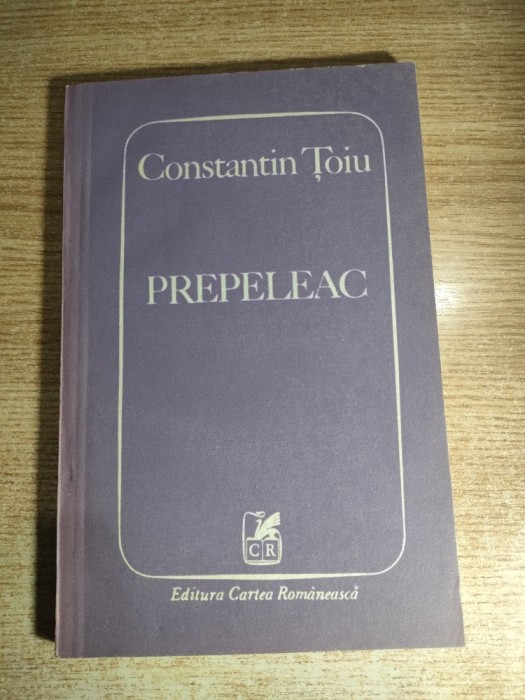 Constantin Țoiu
PREPELEAC
CR
Editura Cartea Românească